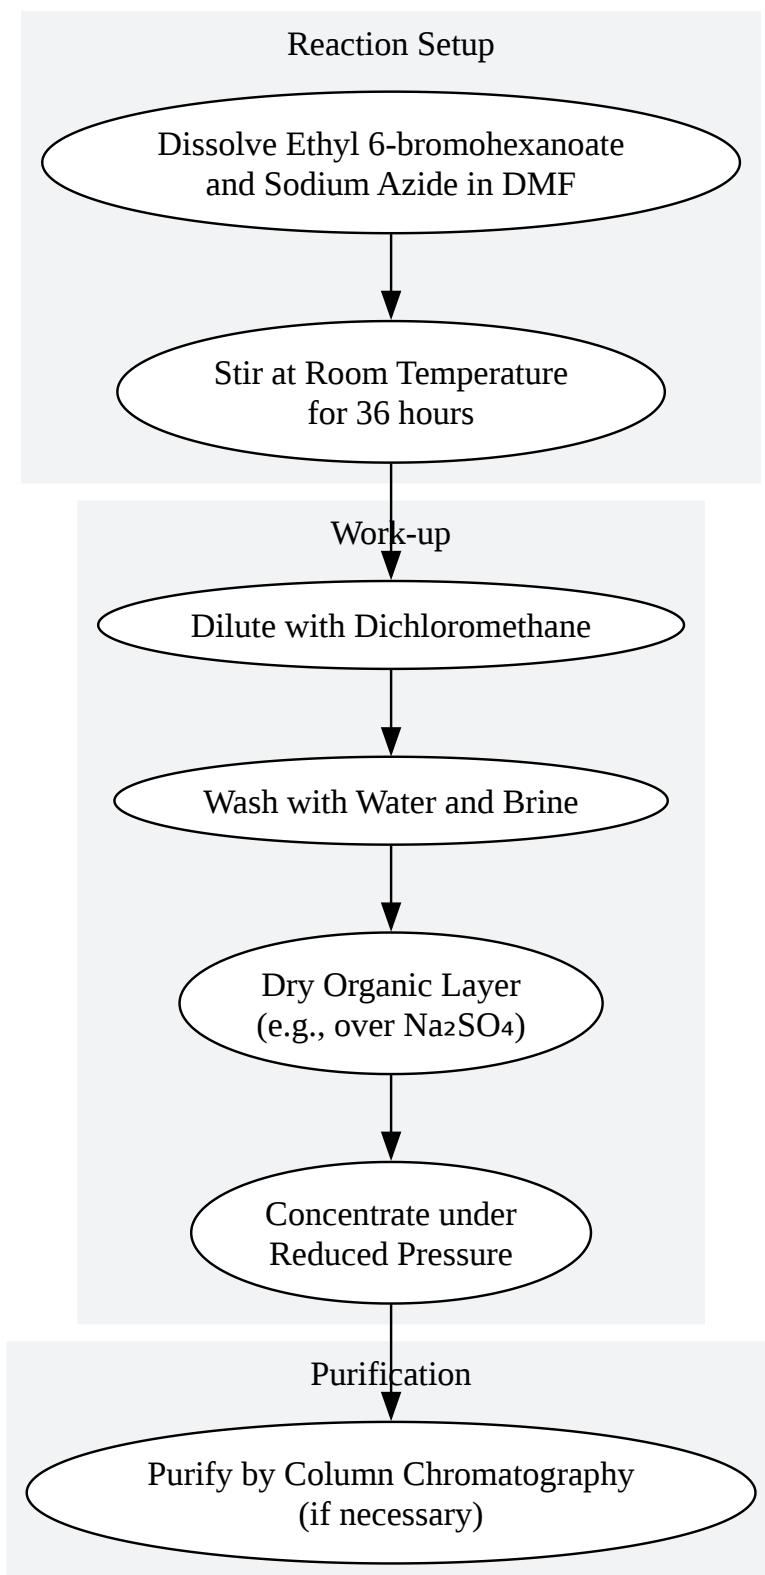 Reaction Setup
Dissolve Ethyl 6-bromohexanoate
and Sodium Azide in DMF
Stir at Room Temperature
for 36 hours
Work-up
Dilute with Dichloromethane
Wash with Water and Brine
Dry Organic Layer
(e.g., over Na₂SO₄)
Concentrate under
Reduced Pressure
Purification
Purify by Column Chromatography
(if necessary)